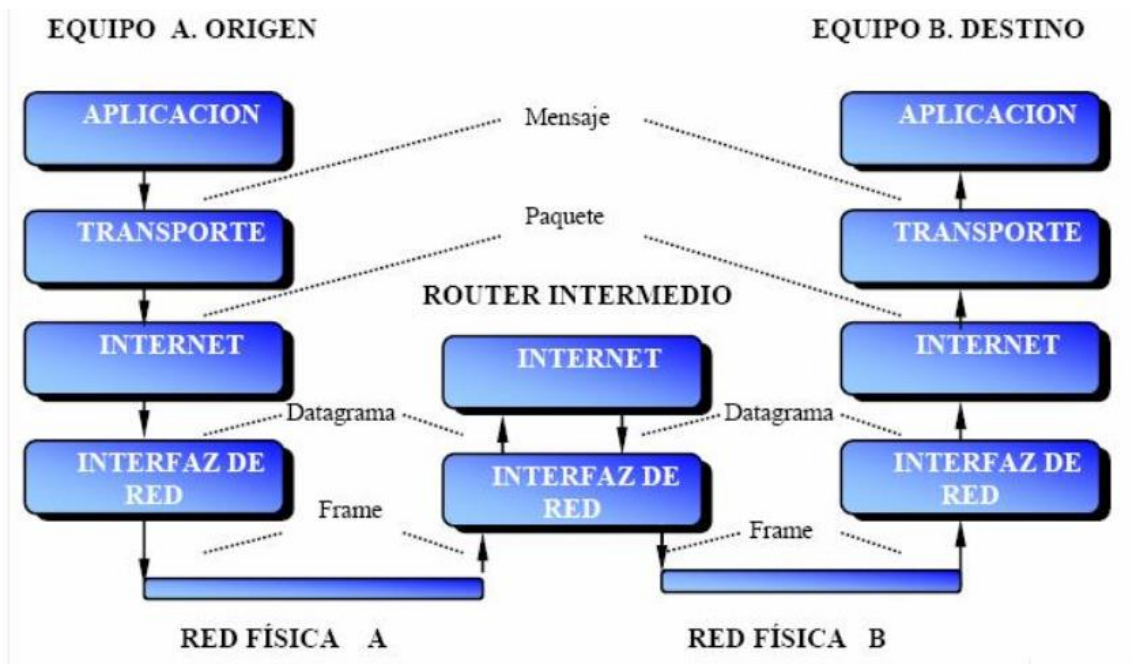 EQUIPO A. ORIGEN
EQUIPO B. DESTINO
APLICACION
Mensaje
APLICACION
TRANSPORTE
Paquete
TRANSPORTE
ROUTER INTERMEDIO
INTERNET
INTERNET
INTERNET
Datagrama
Datagrama
INTERFAZ DE
RED
INTERFAZ DE
RED
INTERFAZ DE
RED
Frame
Frame
RED FÍSICA A
RED FÍSICA B